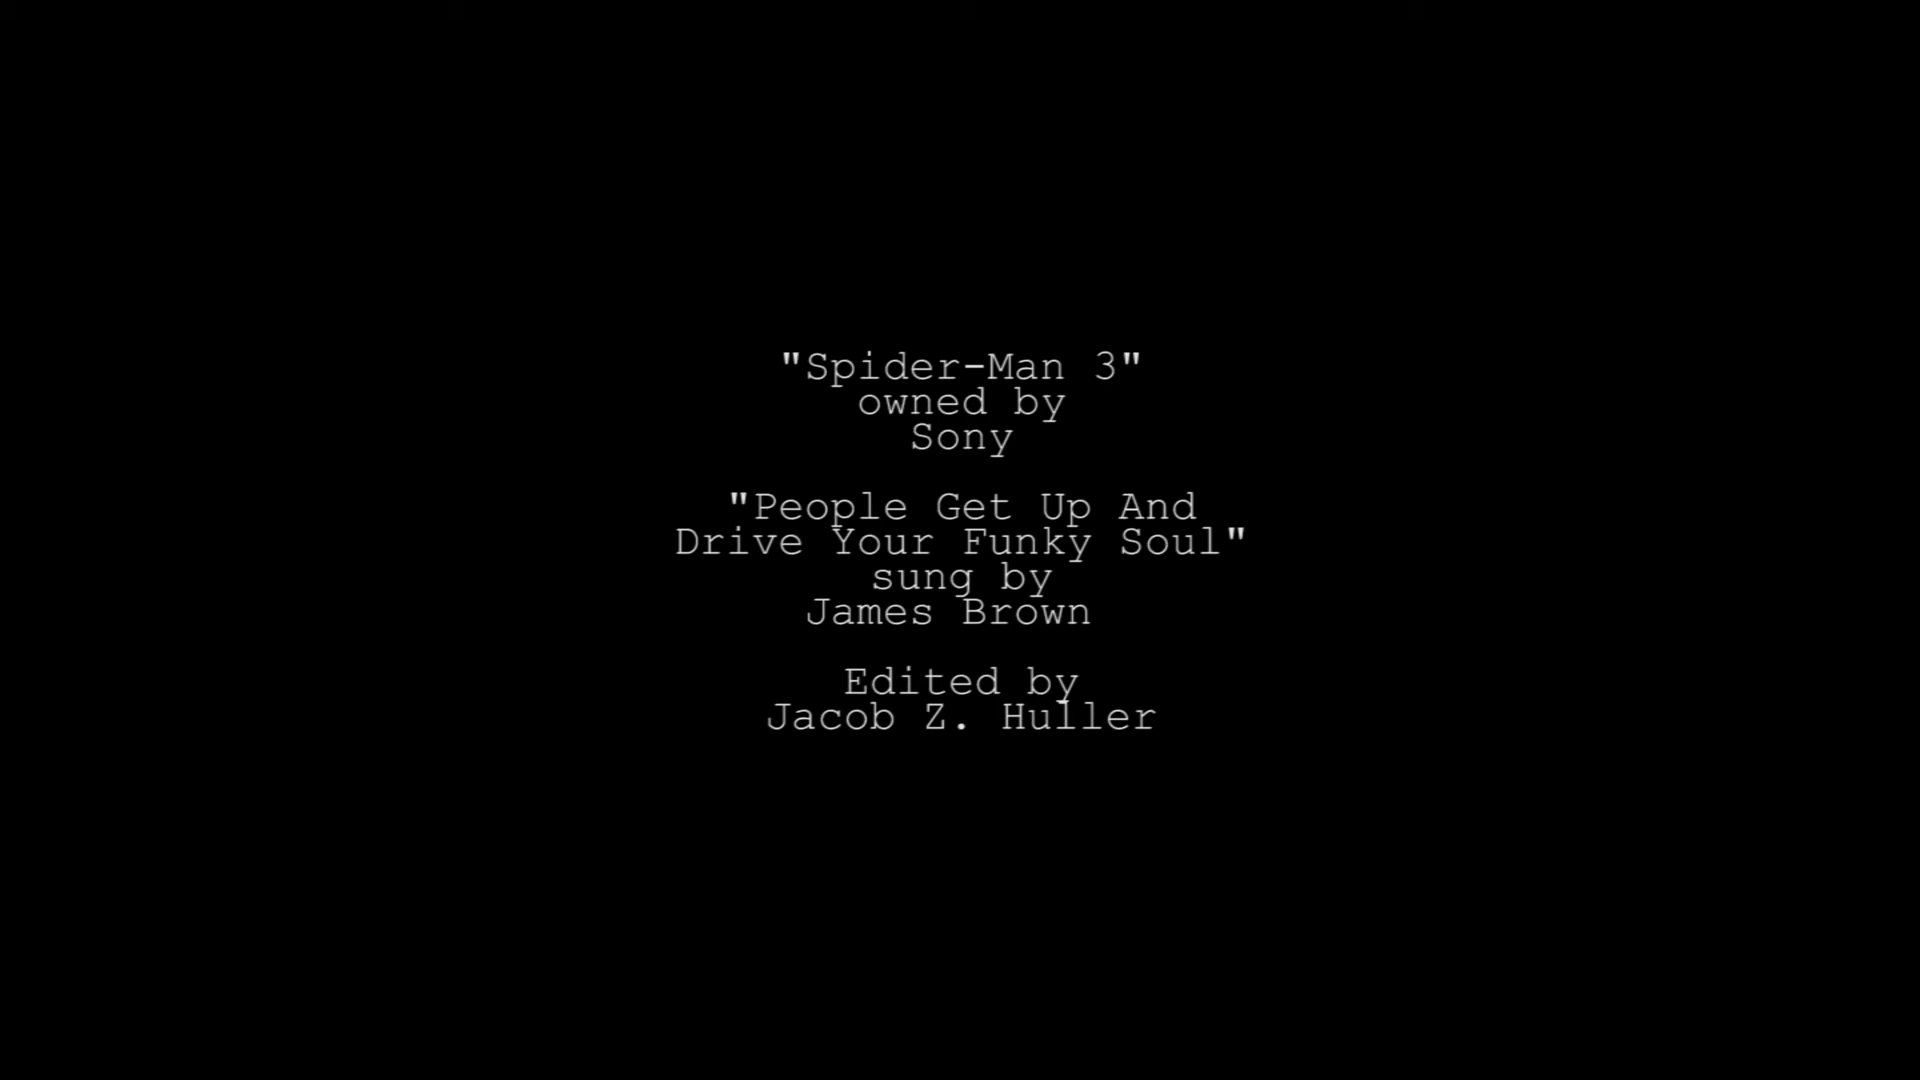 "Spider-Man 3"
owned by
Sony
"People Get Up And
Drive Your Funky Soul"
sung by
James Brown
Edited by
Jacob Z. Huller